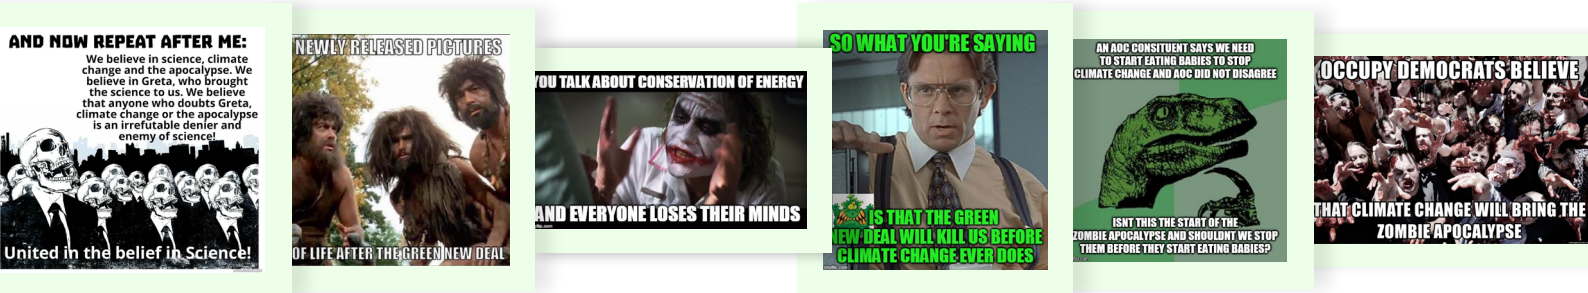 AND NOW REPEAT AFTER ME:
We believe in science, climate
change and the apocalypse. We
believe in Greta, who brought
the science to us. We believe
that anyone who doubts Greta,
climate change or the apocalypse
is an irrefutable denier and
enemy of science!
United in the belief in Science!
NEWLY RELEASED PICTURES
OF LIFE AFTER THE GREEN NEW DEAL
YOU TALK ABOUT CONSERVATION OF ENERGY
AND EVERYONE LOSES THEIR MINDS
SO WHAT YOU'RE SAYING
IS THAT THE GREEN
NEW DEAL WILL KILL US BEFORE
CLIMATE CHANGE EVER DOES
AN AOC CONSITUENT SAYS WE NEED
TO START EATING BABIES TO STOP
CLIMATE CHANGE AND AOC DID NOT DISAGREE
ISNT THIS THE START OF THE
ZOMBIE APOCALYPSE AND SHOULDNT WE STOP
THEM BEFORE THEY START EATING BABIES?
OCCUPY DEMOCRATS BELIEVE
THAT CLIMATE CHANGE WILL BRING THE
ZOMBIE APOCALYPSE